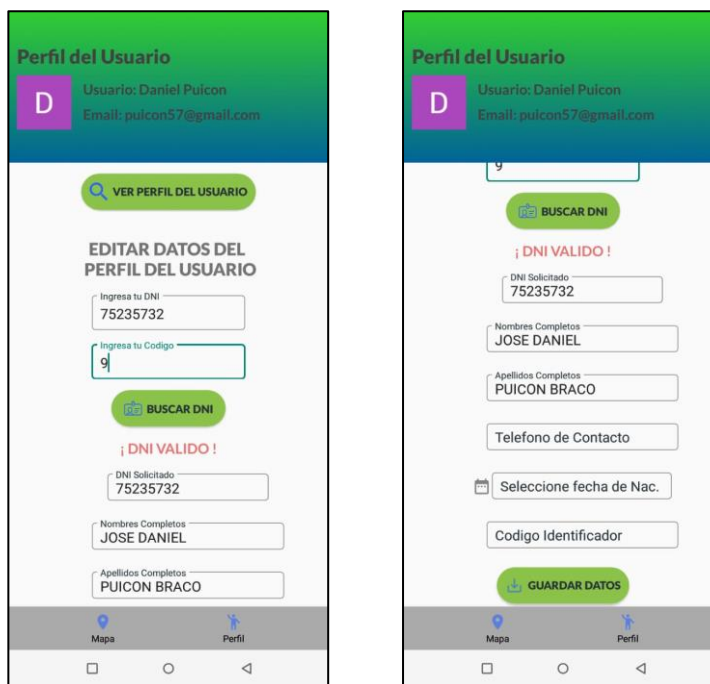 Perfil del Usuario
D
Usuario: Daniel Puicon
Email: puicon57@gmail.com
VER PERFIL DEL USUARIO
EDITAR DATOS DEL
PERFIL DEL USUARIO
Ingresa tu DNI
75235732
Ingresa tu Codigo
9
BUSCAR DNI
¡ DNI VALIDO !
DNI Solicitado
75235732
Nombres Completos
JOSE DANIEL
Apellidos Completos
PUICON BRACO
Mapa
Perfil
Perfil del Usuario
D
Usuario: Daniel Puicon
Email: puicon57@gmail.com
9
BUSCAR DNI
¡ DNI VALIDO !
DNI Solicitado
75235732
Nombres Completos
JOSE DANIEL
Apellidos Completos
PUICON BRACO
Telefono de Contacto
Seleccione fecha de Nac.
Codigo Identificador
GUARDAR DATOS
Mapa
Perfil